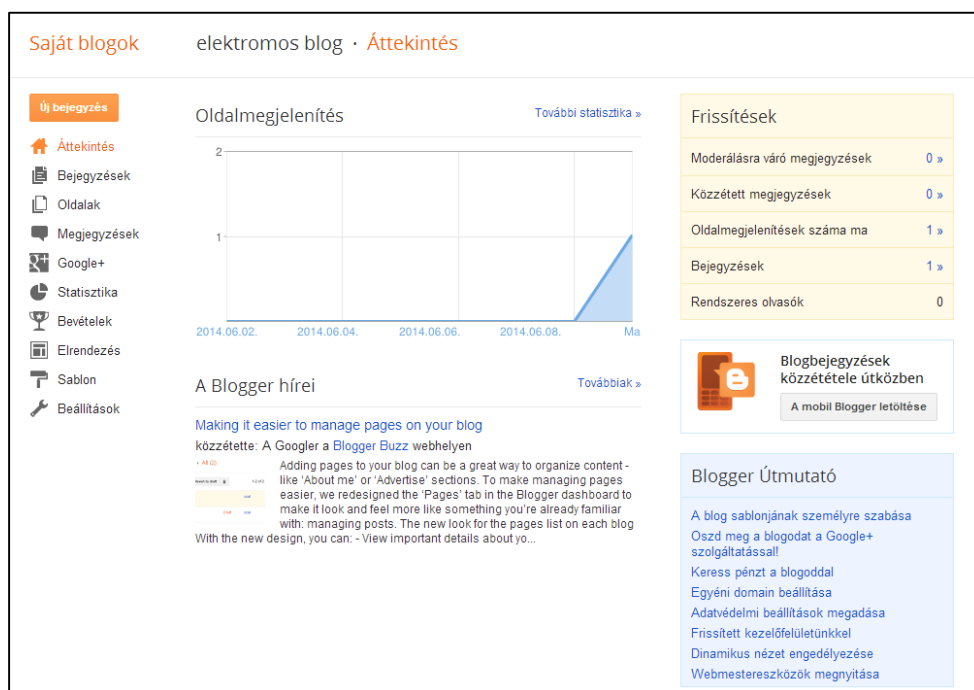 Saját blogok
elektromos blog · Áttekintés
Új bejegyzés
Áttekintés
Bejegyzések
Oldalak
Megjegyzések
Google+
Statisztika
Bevételek
Elrendezés
Sablon
Beállítások
Oldalmegjelenítés
További statisztika »
2
1
2014.06.02.
2014.06.04.
2014.06.06.
2014.06.08.
Ma
A Blogger hírei
Továbbiak »
Making it easier to manage pages on your blog
közzétette: A Googler a Blogger Buzz webhelyen
Adding pages to your blog can be a great way to organize content -
like 'About me' or 'Advertise' sections. To make managing pages
easier, we redesigned the 'Pages' tab in the Blogger dashboard to
make it look and feel more like something you're already familiar
with: managing posts. The new look for the pages list on each blog
With the new design, you can: - View important details about yo...
Frissítések
Moderálásra váró megjegyzések 0 »
Közzétett megjegyzések 0 »
Oldalmegjelenítések száma ma 1 »
Bejegyzések 1 »
Rendszeres olvasók 0
Blogbejegyzések
közzététele útközben
A mobil Blogger letöltése
Blogger Útmutató
A blog sablonjának személyre szabása
Oszd meg a blogodat a Google+
szolgáltatással!
Keress pénzt a blogoddal
Egyéni domain beállítása
Adatvédelmi beállítások megadása
Frissített kezelőfelületünkkel
Dinamikus nézet engedélyezése
Webmestereszközök megnyitása